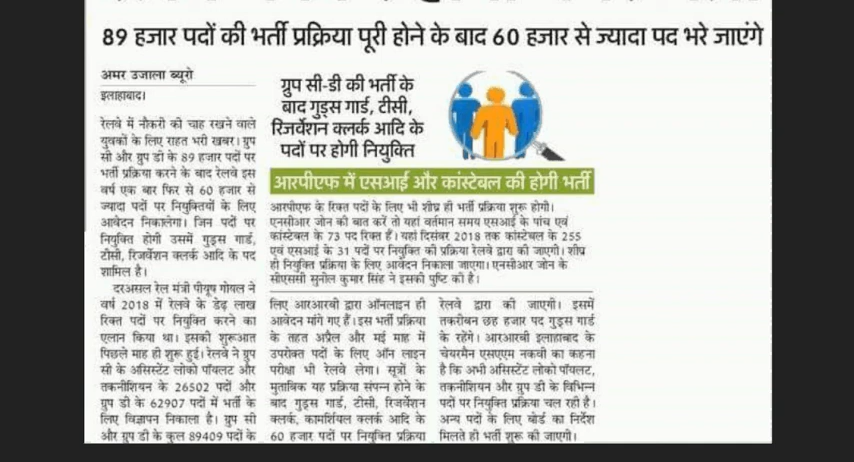 89 हजार पदों की भर्ती प्रक्रिया पूरी होने के बाद 60 हजार से ज्यादा पद भरे जाएंगे
अमर उजाला ब्यूरो
इलाहाबाद।
रेलवे में नौकरी की चाह रखने वाले
युवकों के लिए राहत भरी खबर। ग्रुप
सी और ग्रुप डी के 89 हजार पदों पर
भर्ती प्रक्रिया करने के बाद रेलवे इस
वर्ष एक बार फिर से 60 हजार से
ज्यादा पदों पर नियुक्तियों के लिए
आवेदन निकालेगा। जिन पदों पर
नियुक्ति होगी उसमें गुड्स गार्ड,
टीसी, रिजर्वेशन क्लर्क आदि के पद
शामिल है।
दरअसल रेल मंत्री पीयूष गोयल ने
वर्ष 2018 में रेलवे के डेढ़ लाख
रिक्त पदों पर नियुक्ति करने का
एलान किया था। इसकी शुरूआत
पिछले माह ही शुरू हुई। रेलवे ने ग्रुप
सी के असिस्टेंट लोको पॉयलट और
तकनीशियन के 26502 पदों और
ग्रुप डी के 62907 पदों में भर्ती के
लिए विज्ञापन निकाला है। ग्रुप सी
और ग्रुप डी के कुल 89409 पदों के
ग्रुप सी-डी की भर्ती के
बाद गुड्स गार्ड, टीसी,
रिजर्वेशन क्लर्क आदि के
पदों पर होगी नियुक्ति
आरपीएफ में एसआई और कांस्टेबल की होगी भर्ती
आरपीएफ के रिक्त पदों के लिए भी शीघ्र ही भर्ती प्रक्रिया शुरू होगी।
एनसीआर जोन की बात करें तो यहां वर्तमान समय एसआई के पांच एवं
कांस्टेबल के 73 पद रिक्त हैं। यहां दिसंबर 2018 तक कांस्टेबल के 255
एवं एसआई के 31 पदों पर नियुक्ति की प्रक्रिया रेलवे द्वारा की जाएगी। शीघ्र
ही नियुक्ति प्रक्रिया के लिए आवेदन निकाला जाएगा। एनसीआर जोन के
सीएससी सुनील कुमार सिंह ने इसकी पुष्टि की है।
लिए आरआरबी द्वारा ऑनलाइन ही
आवेदन मांगे गए हैं। इस भर्ती प्रक्रिया
के तहत अप्रैल और मई माह में
उपरोक्त पदों के लिए ऑन लाइन
परीक्षा भी रेलवे लेगा। सूत्रों के
मुताबिक यह प्रक्रिया संपन्न होने के
बाद गुड्स गार्ड, टीसी, रिजर्वेशन
क्लर्क, कामर्शियल क्लर्क आदि के
60 हजार पदों पर नियुक्ति प्रक्रिया
रेलवे द्वारा की जाएगी। इसमें
तकरीबन छह हजार पद गुड्स गार्ड
के रहेंगे। आरआरबी इलाहाबाद के
चेयरमैन एसएम नकवी का कहना
है कि अभी असिस्टेंट लोको पॉयलट,
तकनीशियन और ग्रुप डी के विभिन्न
पदों पर नियुक्ति प्रक्रिया चल रही है।
अन्य पदों के लिए बोर्ड का निर्देश
मिलते ही भर्ती शुरू की जाएगी।